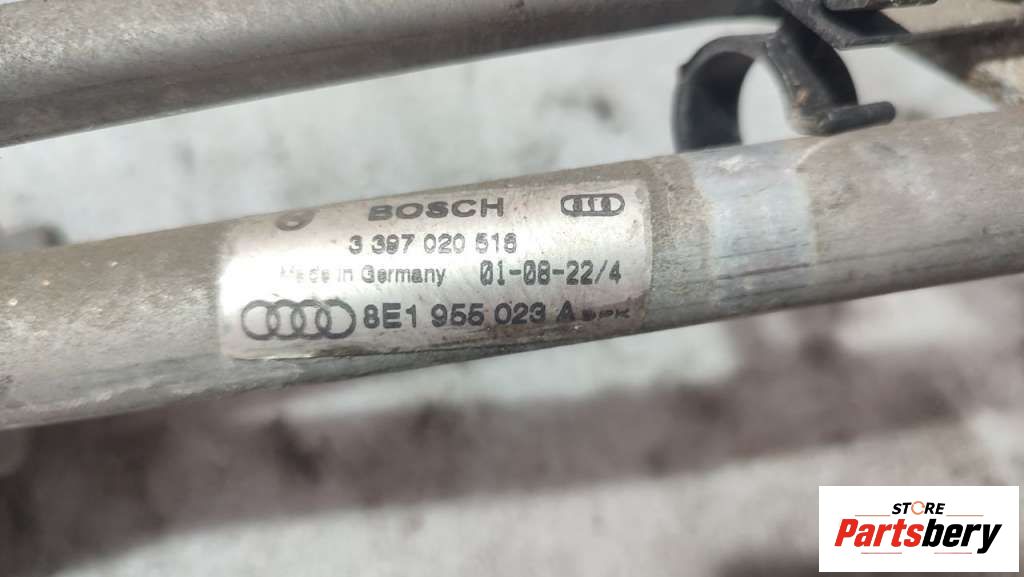 BOSCH
3 397 020 516
Made in Germany 01-08-22/4
8E1 955 023 A
STORE
Partsbery